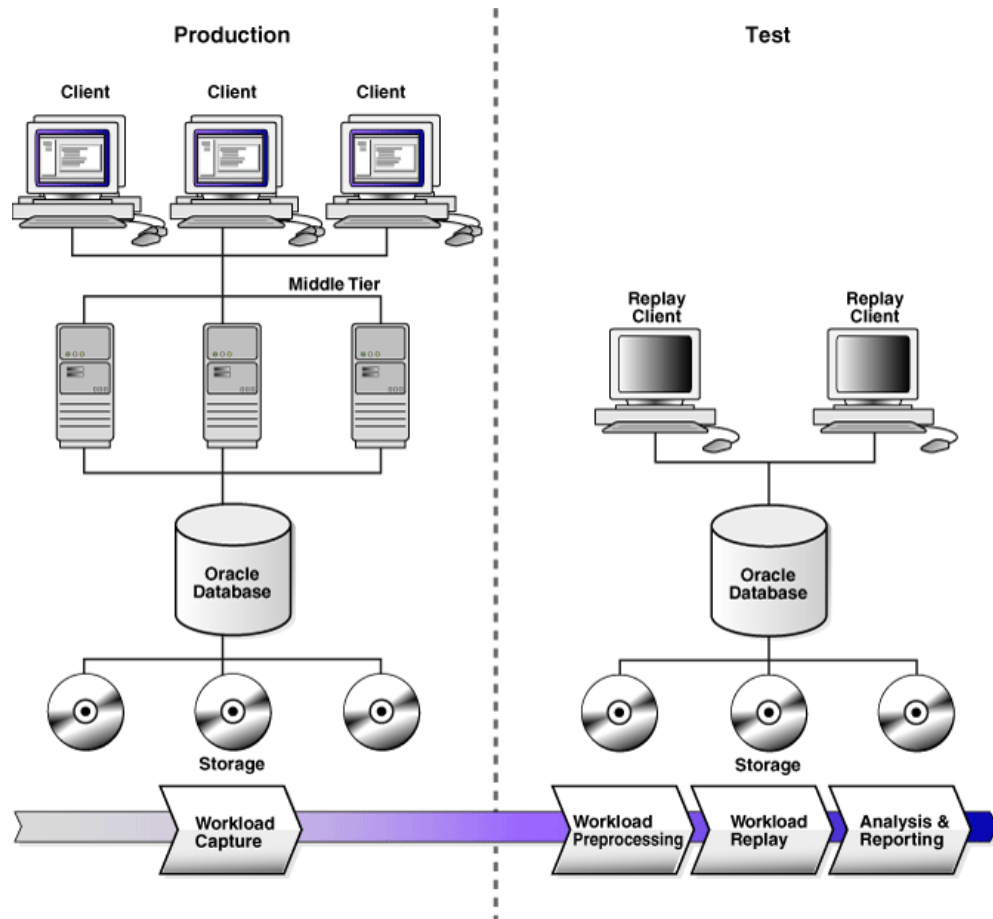 Production
Test
Client
Client
Client
Middle Tier
Replay
Client
Replay
Client
Oracle
Database
Oracle
Database
Storage
Storage
Workload
Capture
Workload
Preprocessing
Workload
Replay
Analysis &
Reporting